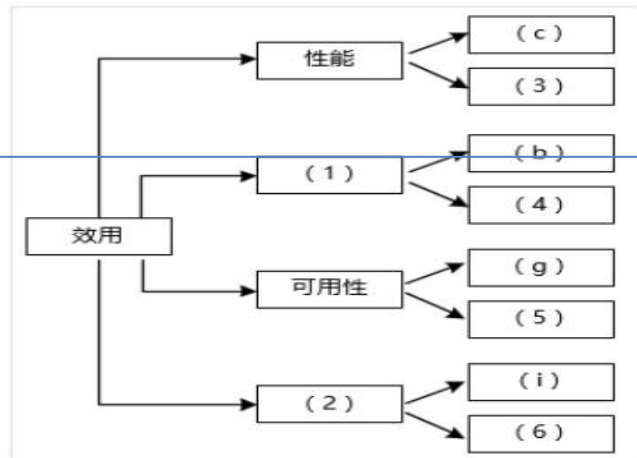 （c）
性能
（3）
（b）
（1）
（4）
效用
（g）
可用性
（5）
（i）
（2）
（6）